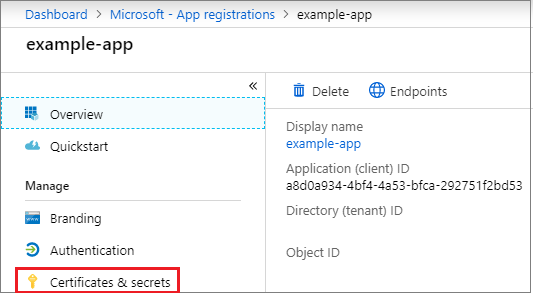 Dashboard > Microsoft - App registrations > example-app
example-app
«
Delete
Endpoints
Overview
Quickstart
Manage
Branding
Authentication
Certificates & secrets
Display name
example-app
Application (client) ID
a8d0a934-4bf4-4a53-bfca-292751f2bd53
Directory (tenant) ID
Object ID